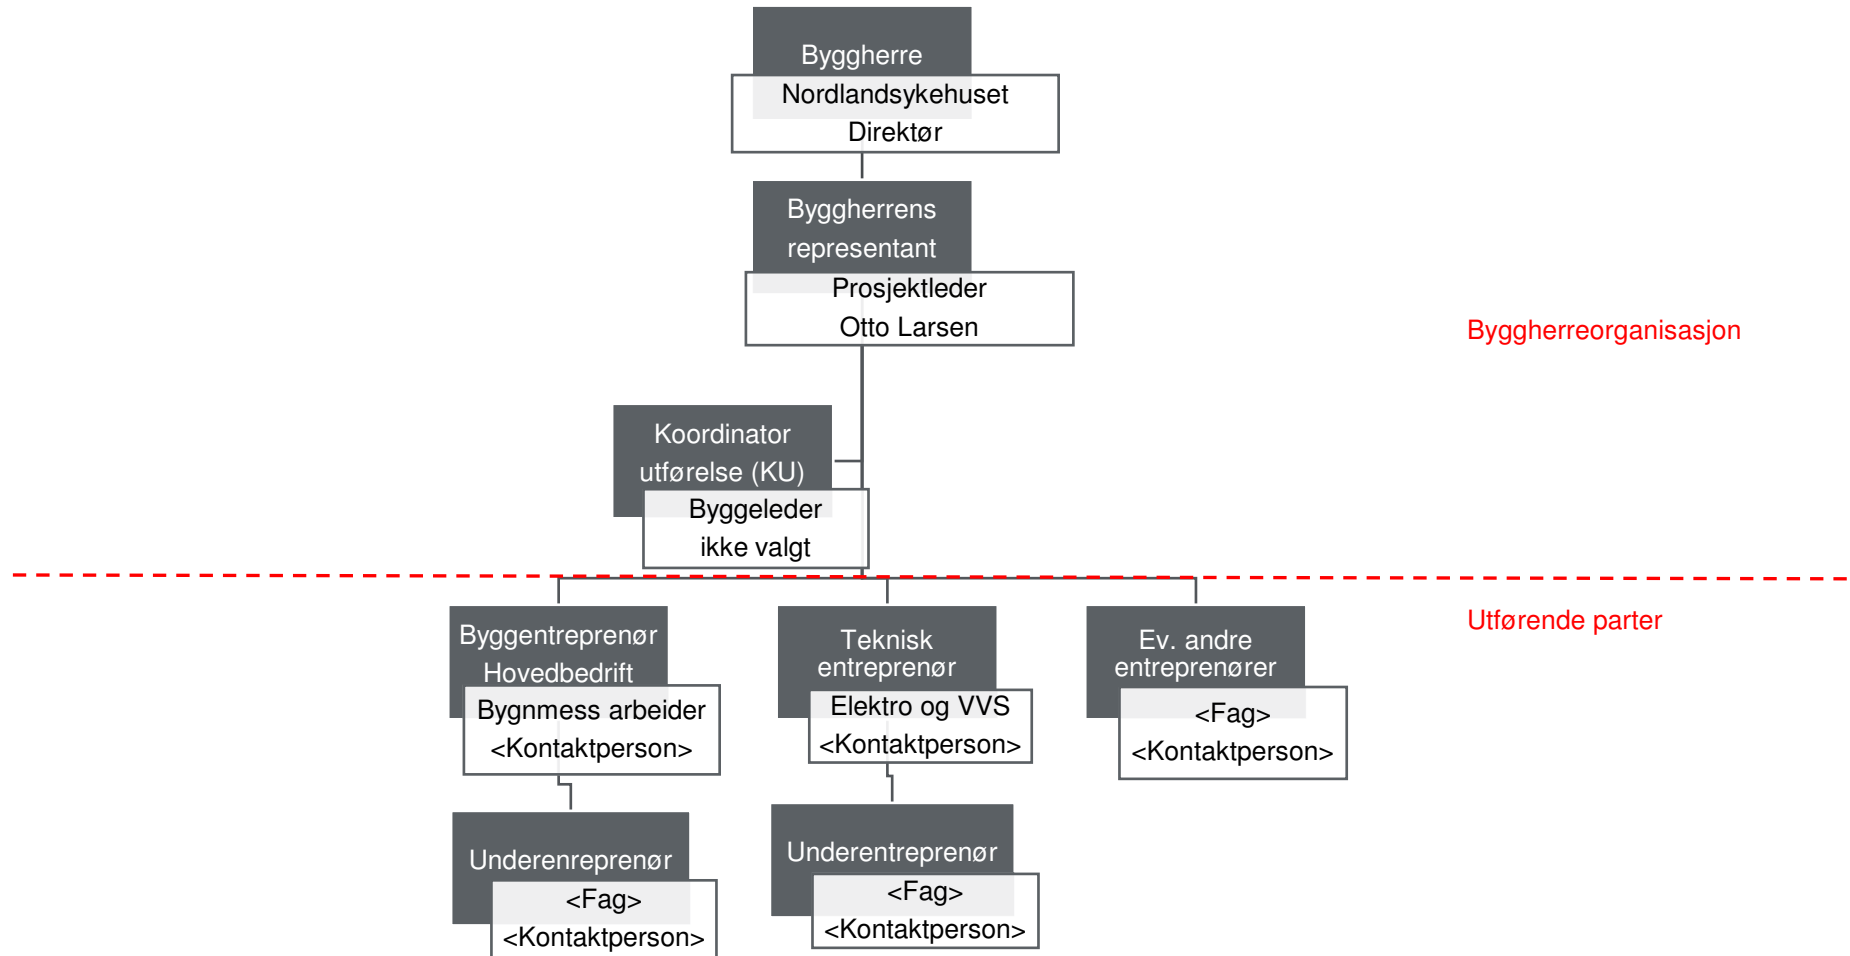 Byggherre
Nordlandsykehuset
Direktør
Byggherrens
representant
Prosjektleder
Otto Larsen
Byggherreorganisasjon
Koordinator
utførelse (KU)
Byggeleder
ikke valgt
Utførende parter
Byggentreprenør
Hovedbedrift
Bygnmess arbeider
<Kontaktperson>
Teknisk
entreprenør
Elektro og VVS
<Kontaktperson>
Ev. andre
entreprenører
<Fag>
<Kontaktperson>
Underenreprenør
<Fag>
<Kontaktperson>
Underentreprenør
<Fag>
<Kontaktperson>